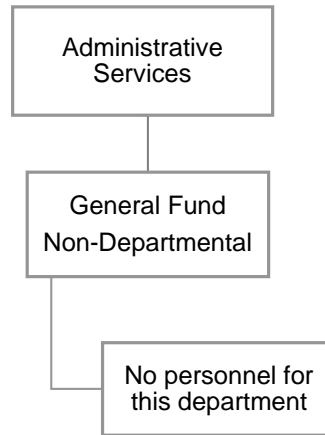 Administrative
Services
General Fund
Non-Departmental
No personnel for
this department